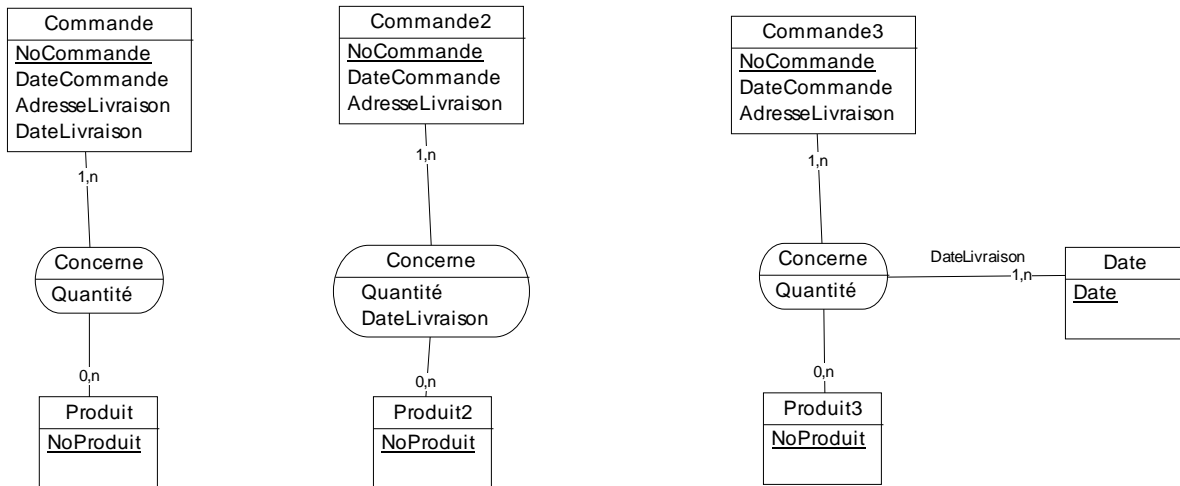 Commande
NoCommande
DateCommande
AdresseLivraison
DateLivraison
1,n
Concerne
Quantité
0,n
Produit
NoProduit
Commande2
NoCommande
DateCommande
AdresseLivraison
1,n
Concerne
Quantité
DateLivraison
0,n
Produit2
NoProduit
Commande3
NoCommande
DateCommande
AdresseLivraison
1,n
Concerne
Quantité
DateLivraison
1,n
Date
Date
0,n
Produit3
NoProduit